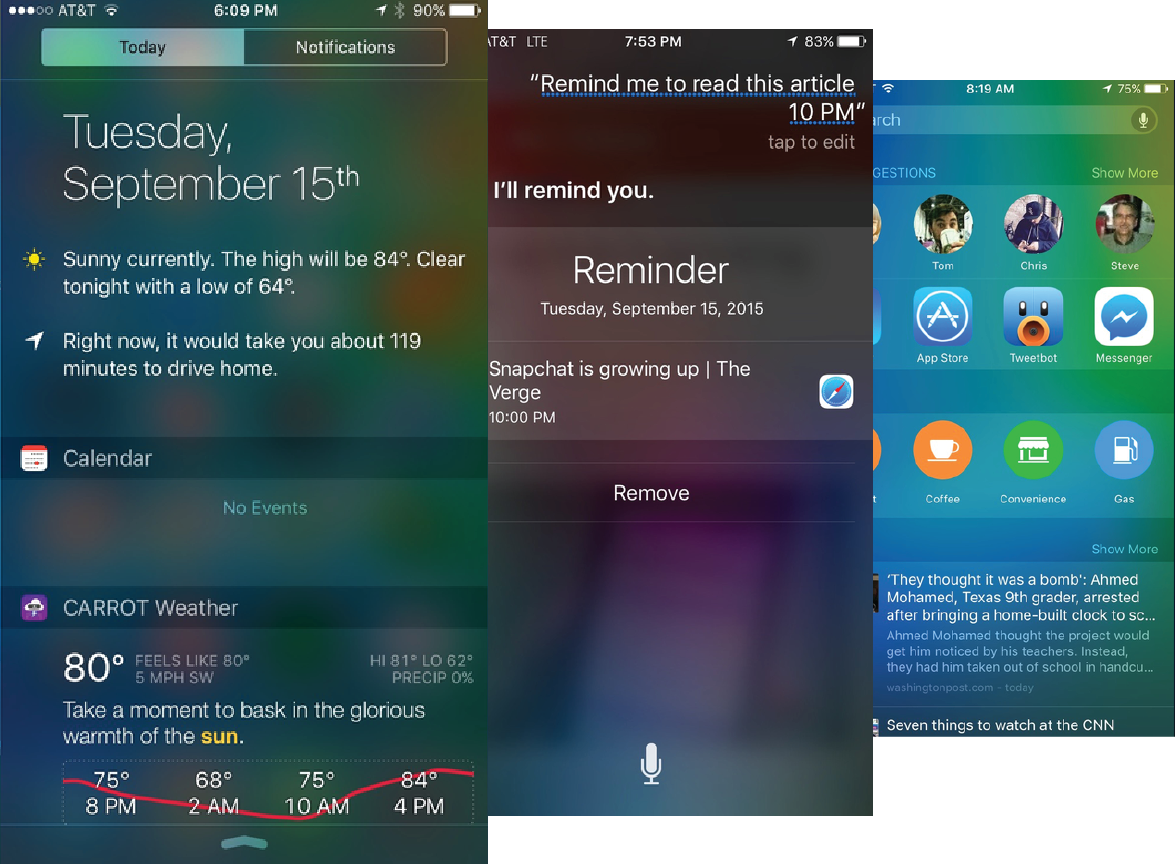 AT&T 6:09 PM 90%
Today Notifications
Tuesday,
September 15th
Sunny currently. The high will be 84°. Clear
tonight with a low of 64°.
Right now, it would take you about 119
minutes to drive home.
Calendar
No Events
CARROT Weather
80° FEELS LIKE 80° HI 81° LO 62°
5 MPH SW PRECIP 0%
Take a moment to bask in the glorious
warmth of the sun.
75° 68° 75° 84°
8 PM 2 AM 10 AM 4 PM
T&T LTE 7:53 PM 83%
"Remind me to read this article
10 PM"
tap to edit
I'll remind you.
Reminder
Tuesday, September 15, 2015
Snapchat is growing up | The
Verge
10:00 PM
Remove
8:19 AM 75%
arch
GESTIONS Show More
Tom Chris Steve
App Store Tweetbot Messenger
t Coffee Convenience Gas
Show More
'They thought it was a bomb': Ahmed
Mohamed, Texas 9th grader, arrested
after bringing a home-built clock to sc...
Ahmed Mohamed thought the project would
get him noticed by his teachers. Instead,
they had him taken out of school in handcu...
washingtonpost.com - today
Seven things to watch at the CNN